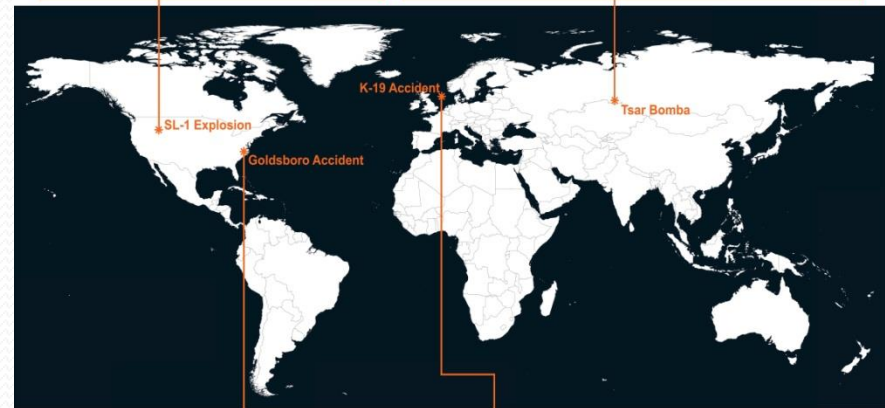 K-19 Accident
Tsar Bomba
SL-1 Explosion
Goldsboro Accident